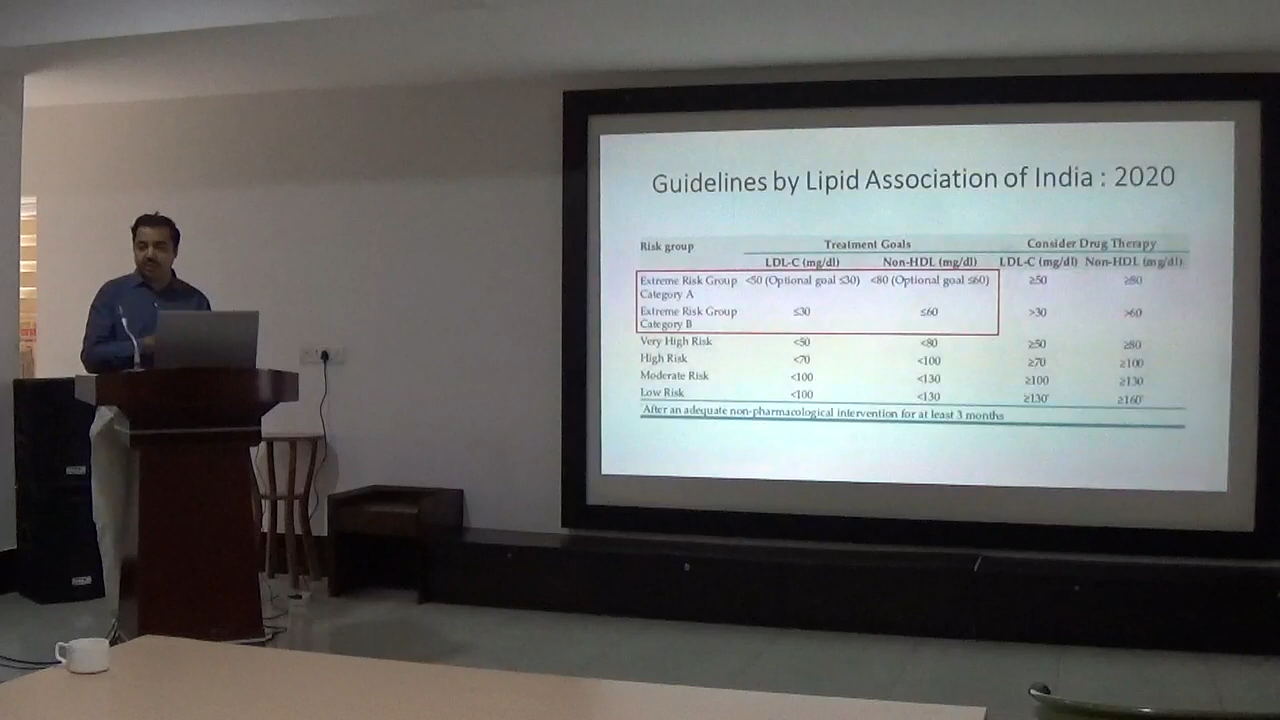 Guidelines by Lipid Association of India : 2020
Risk group Treatment Goals Consider Drug Therapy
LDL-C (mg/dl) Non-HDL (mg/dl) LDL-C (mg/dl) Non-HDL (mg/dl)
Extreme Risk Group <50 (Optional goal ≤30) <80 (Optional goal ≤60) ≥50 ≥80
Category A
Extreme Risk Group ≤30 ≤60 >30 >60
Category B
Very High Risk <50 <80 ≥50 ≥80
High Risk <70 <100 ≥70 ≥100
Moderate Risk <100 <130 ≥100 ≥130
Low Risk <100 <130 ≥130* ≥160*
*After an adequate non-pharmacological intervention for at least 3 months